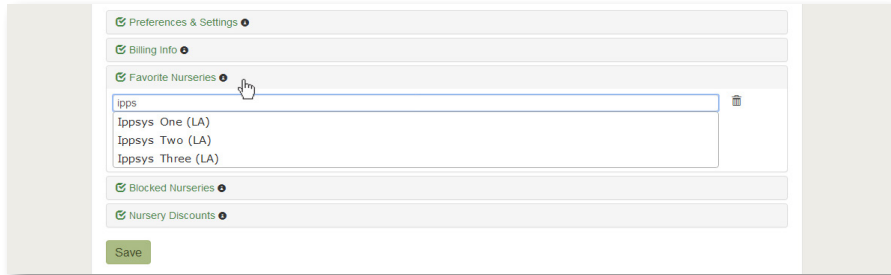 Preferences & Settings
Billing Info
Favorite Nurseries
ipps
Ippsys One (LA)
Ippsys Two (LA)
Ippsys Three (LA)
Blocked Nurseries
Nursery Discounts
Save